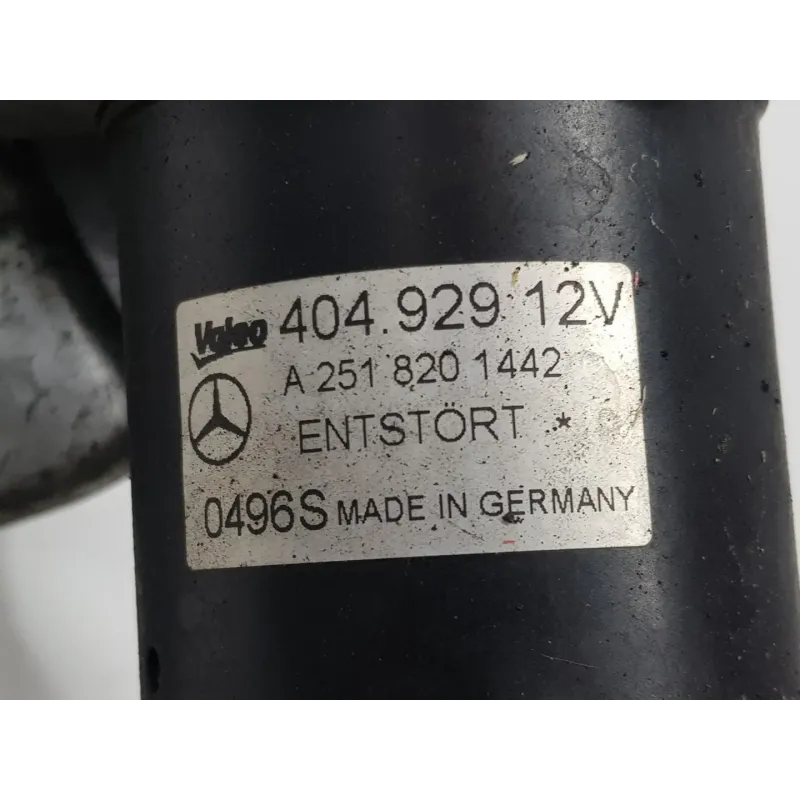 Valeo 404.929 12V
A 251 820 1442
ENTSTÖRT *
0496S MADE IN GERMANY